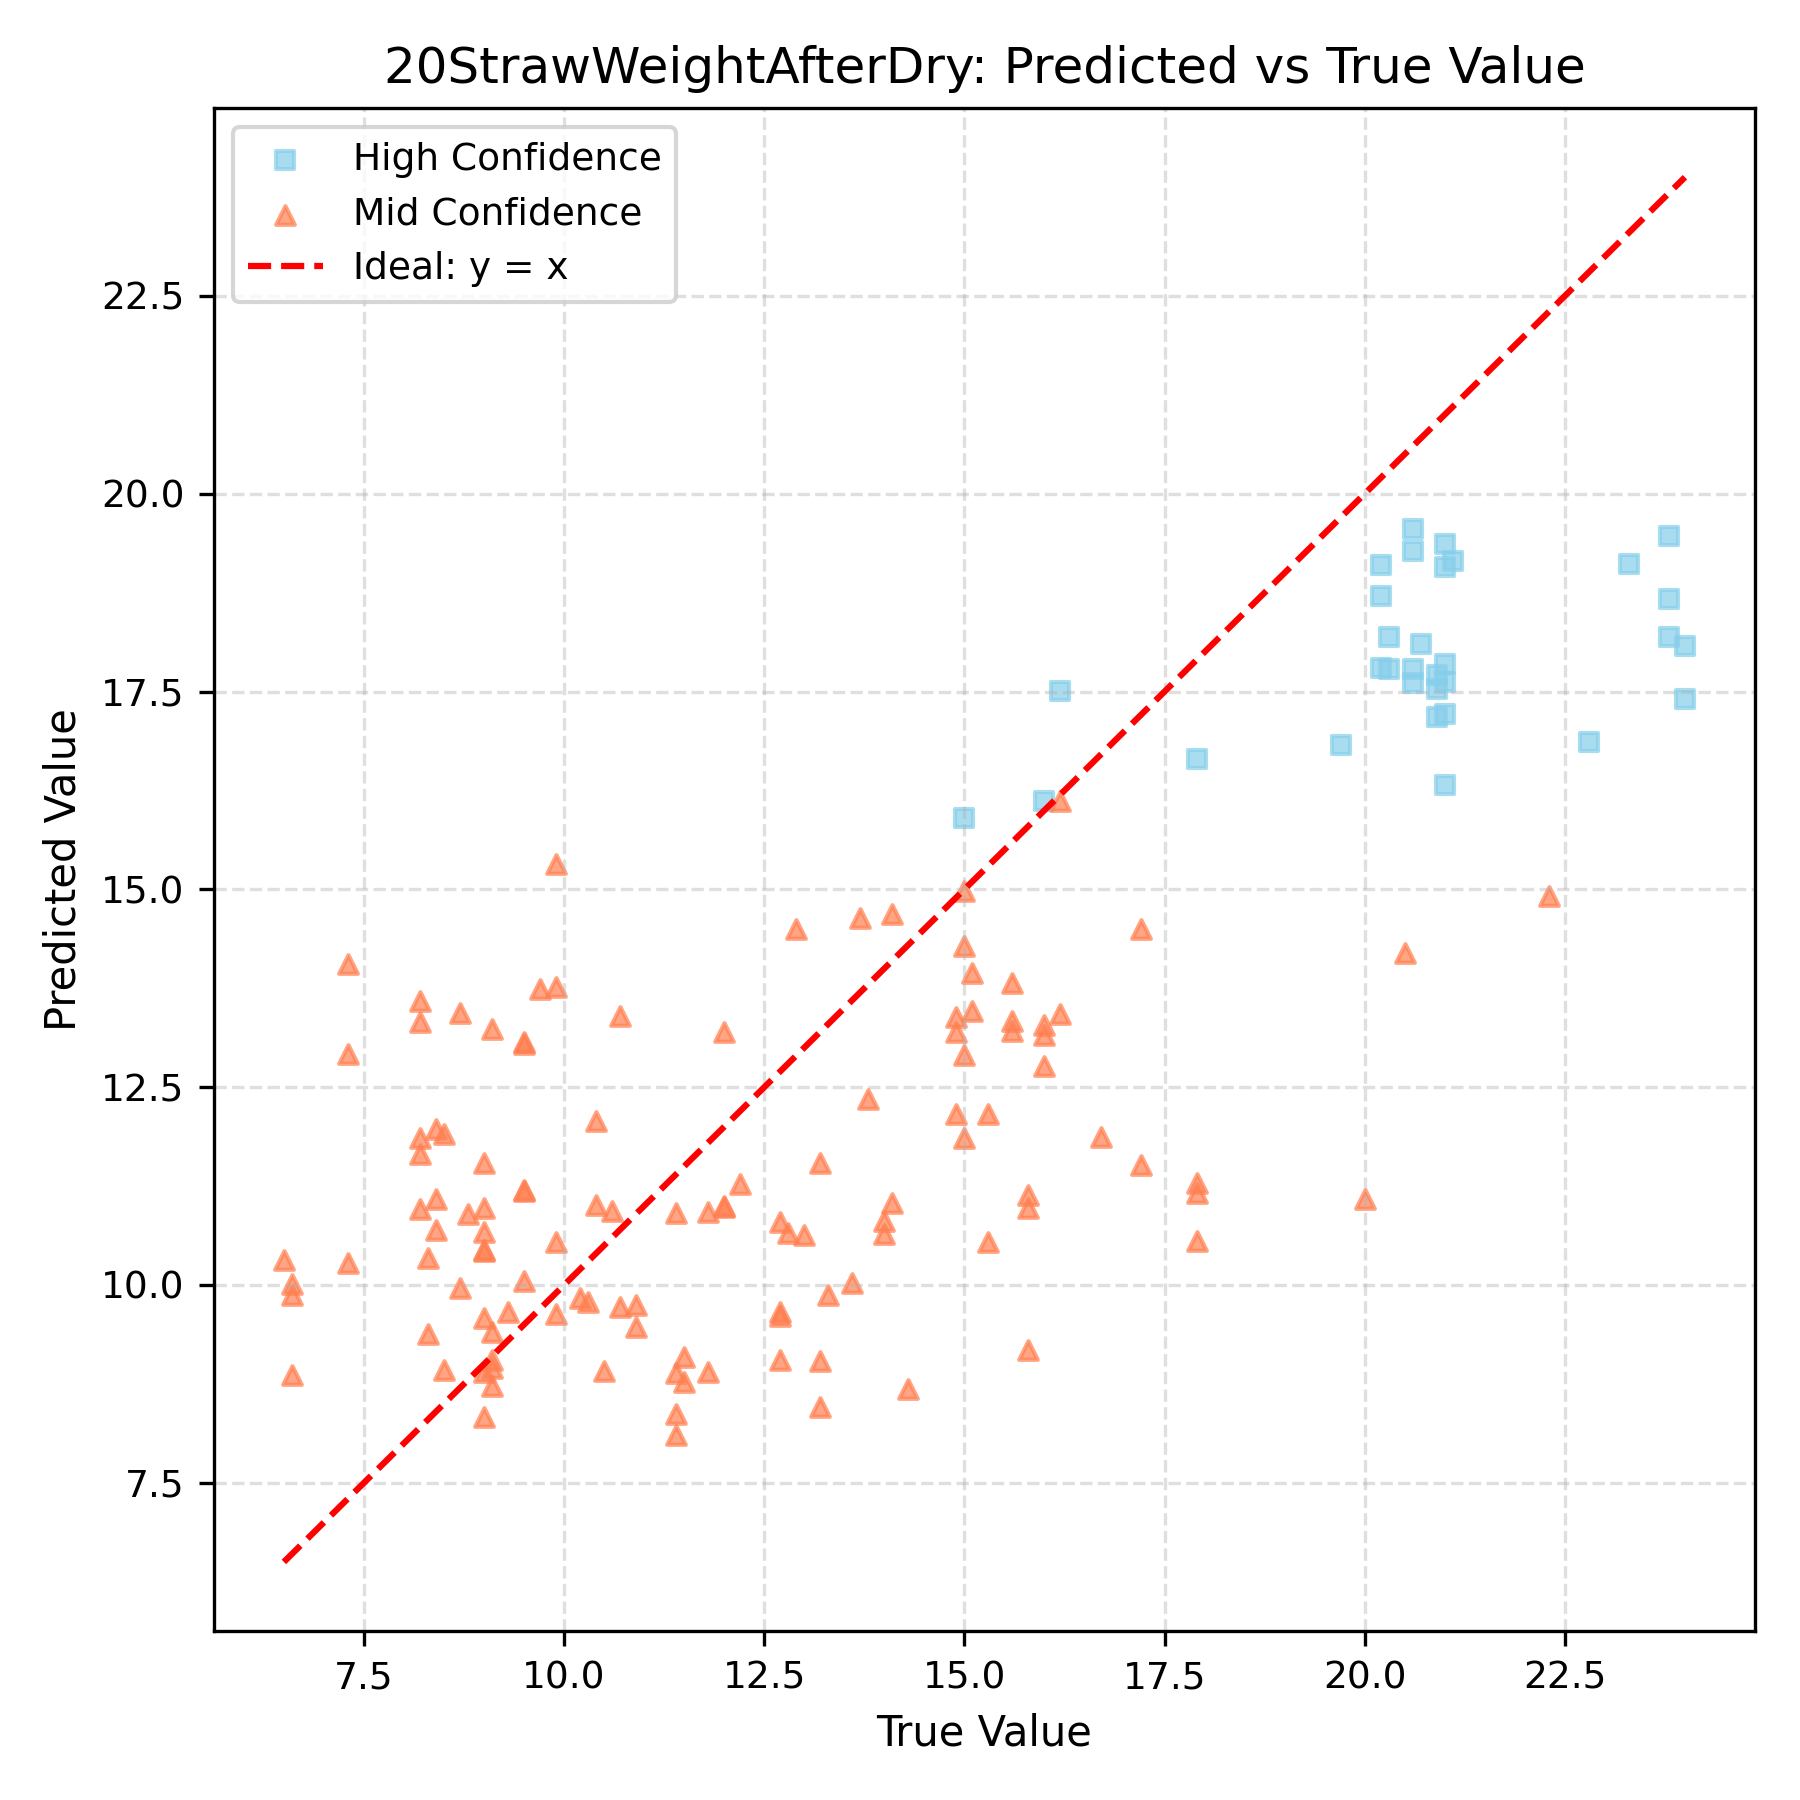 20StrawWeightAfterDry: Predicted vs True Value
High Confidence
Mid Confidence
Ideal: y = x
22.5
20.0
17.5
15.0
12.5
10.0
7.5
Predicted Value
7.5 10.0 12.5 15.0 17.5 20.0 22.5
True Value